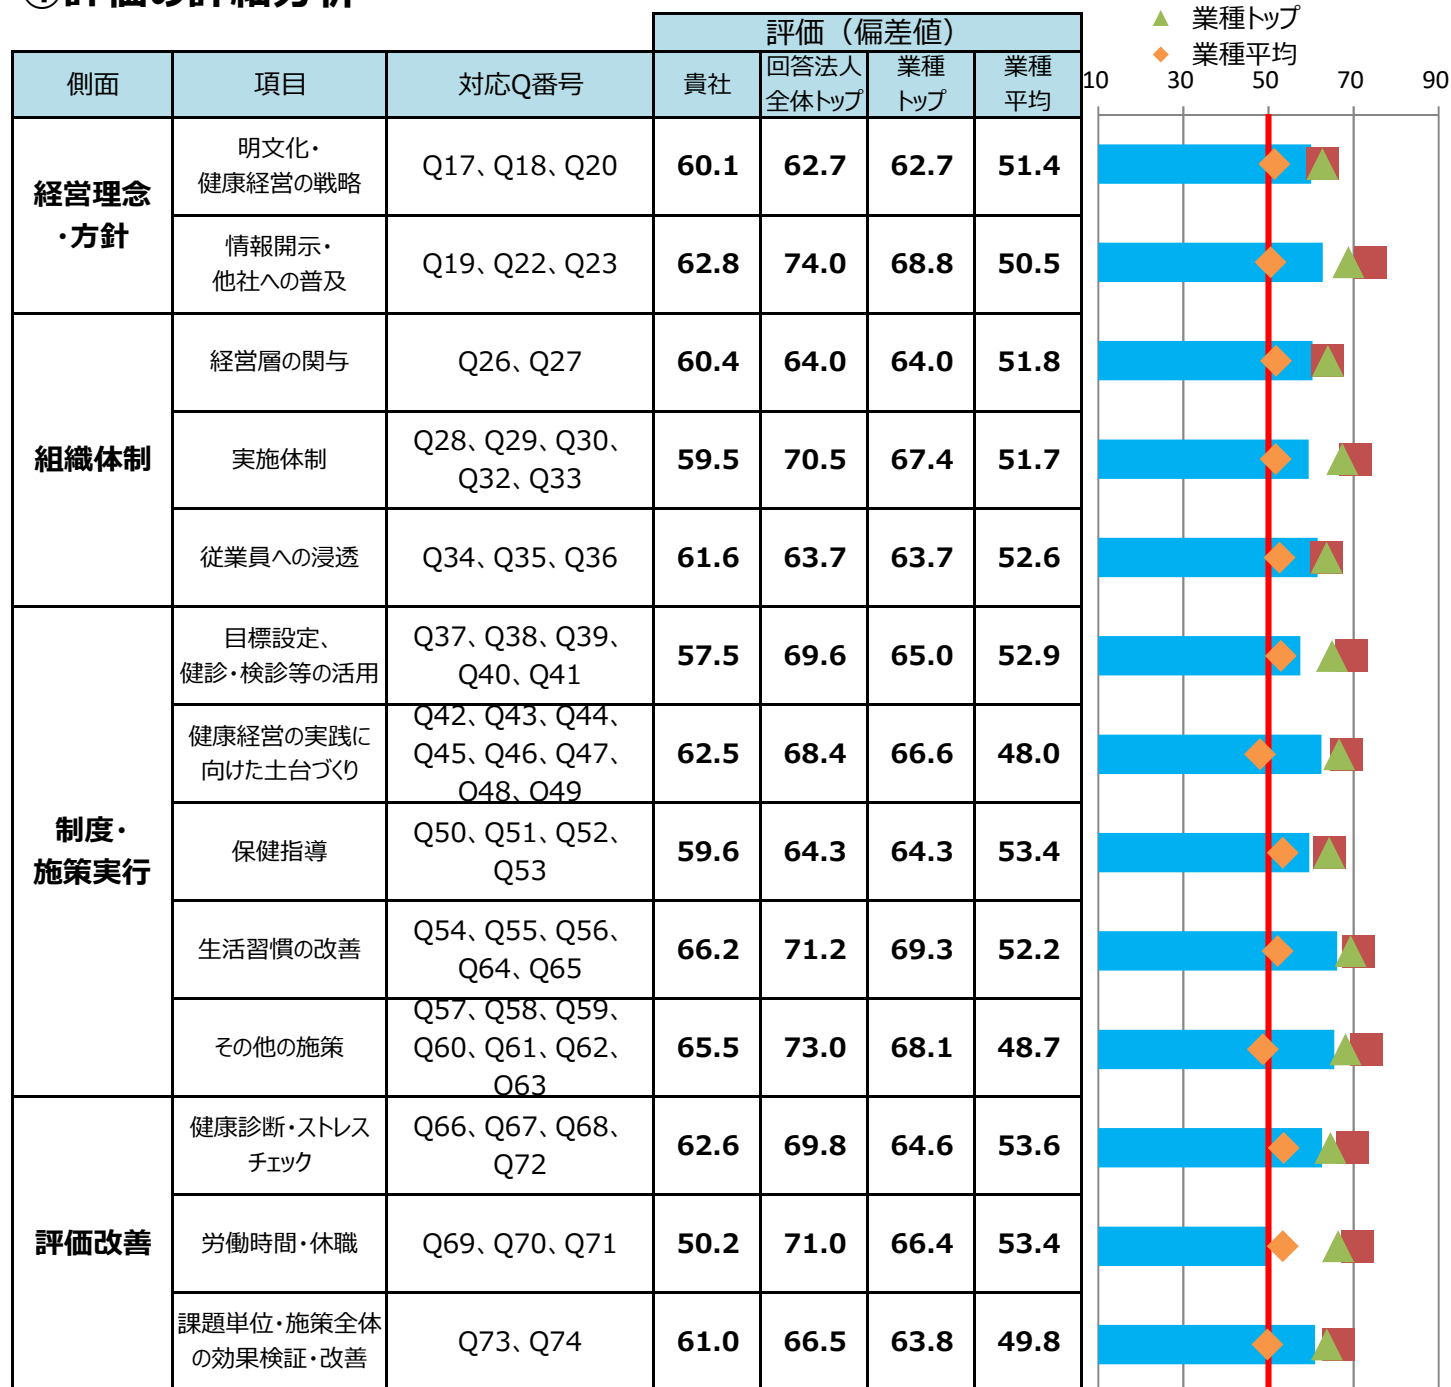 ①評価の詳細分析
▲ 業種トップ
◆ 業種平均
評価（偏差値）
側面 項目 対応Q番号 貴社 回答法人全体トップ 業種トップ 業種平均
10 30 50 70 90
経営理念
・方針
明文化・
健康経営の戦略
Q17、Q18、Q20
60.1 62.7 62.7 51.4
情報開示・
他社への普及
Q19、Q22、Q23
62.8 74.0 68.8 50.5
組織体制
経営層の関与
Q26、Q27
60.4 64.0 64.0 51.8
実施体制
Q28、Q29、Q30、
Q32、Q33
59.5 70.5 67.4 51.7
従業員への浸透
Q34、Q35、Q36
61.6 63.7 63.7 52.6
制度・
施策実行
目標設定、
健診・検診等の活用
Q37、Q38、Q39、
Q40、Q41
57.5 69.6 65.0 52.9
健康経営の実践に
向けた土台づくり
Q42、Q43、Q44、
Q45、Q46、Q47、
Q48、Q49
62.5 68.4 66.6 48.0
保健指導
Q50、Q51、Q52、
Q53
59.6 64.3 64.3 53.4
生活習慣の改善
Q54、Q55、Q56、
Q64、Q65
66.2 71.2 69.3 52.2
その他の施策
Q57、Q58、Q59、
Q60、Q61、Q62、
Q63
65.5 73.0 68.1 48.7
評価改善
健康診断・ストレス
チェック
Q66、Q67、Q68、
Q72
62.6 69.8 64.6 53.6
労働時間・休職
Q69、Q70、Q71
50.2 71.0 66.4 53.4
課題単位・施策全体
の効果検証・改善
Q73、Q74
61.0 66.5 63.8 49.8